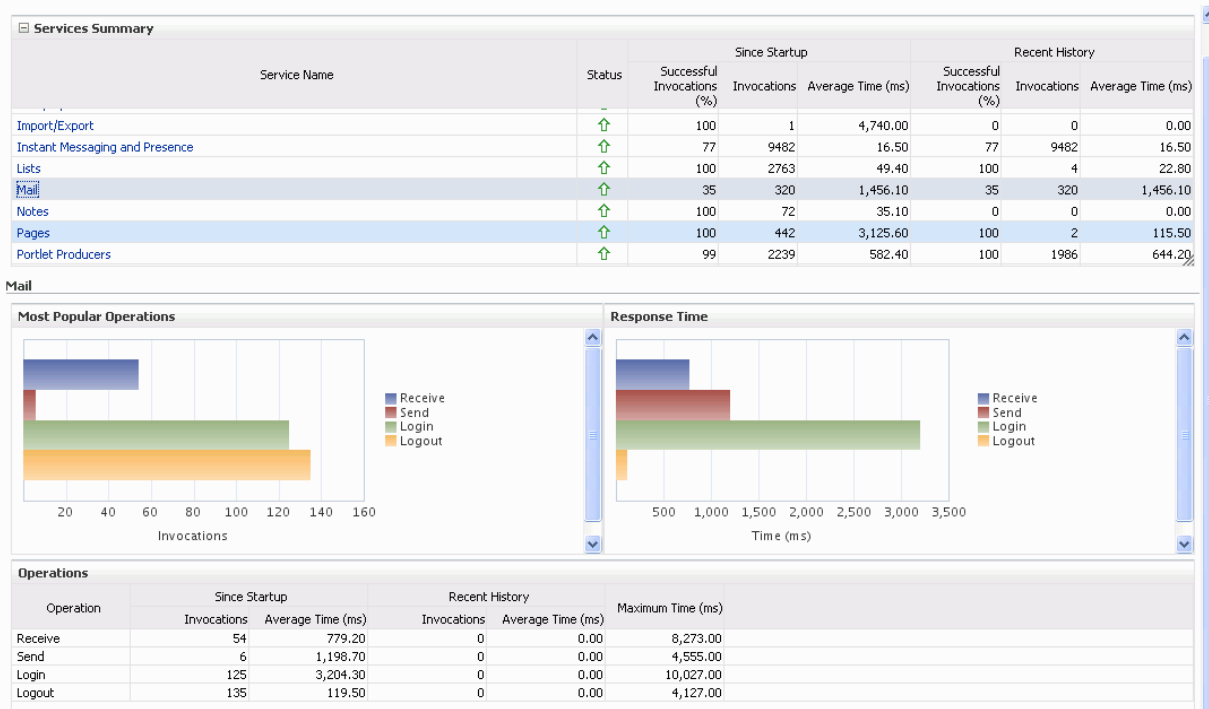 Services Summary
Since Startup Recent History
Service Name Status Successful Invocations (%) Invocations Average Time (ms) Successful Invocations (%) Invocations Average Time (ms)
Import/Export 100 1 4,740.00 0 0 0.00
Instant Messaging and Presence 77 9482 16.50 77 9482 16.50
Lists 100 2763 49.40 100 4 22.80
Mail 35 320 1,456.10 35 320 1,456.10
Notes 100 72 35.10 0 0 0.00
Pages 100 442 3,125.60 100 2 115.50
Portlet Producers 99 2239 582.40 100 1986 644.20
Mail
Most Popular Operations
Receive
Send
Login
Logout
20 40 60 80 100 120 140 160
Invocations
Response Time
Receive
Send
Login
Logout
500 1,000 1,500 2,000 2,500 3,000 3,500
Time (ms)
Operations
Operation Since Startup Recent History Maximum Time (ms)
Invocations Average Time (ms) Invocations Average Time (ms)
Receive 54 779.20 0 0.00 8,273.00
Send 6 1,198.70 0 0.00 4,555.00
Login 125 3,204.30 0 0.00 10,027.00
Logout 135 119.50 0 0.00 4,127.00